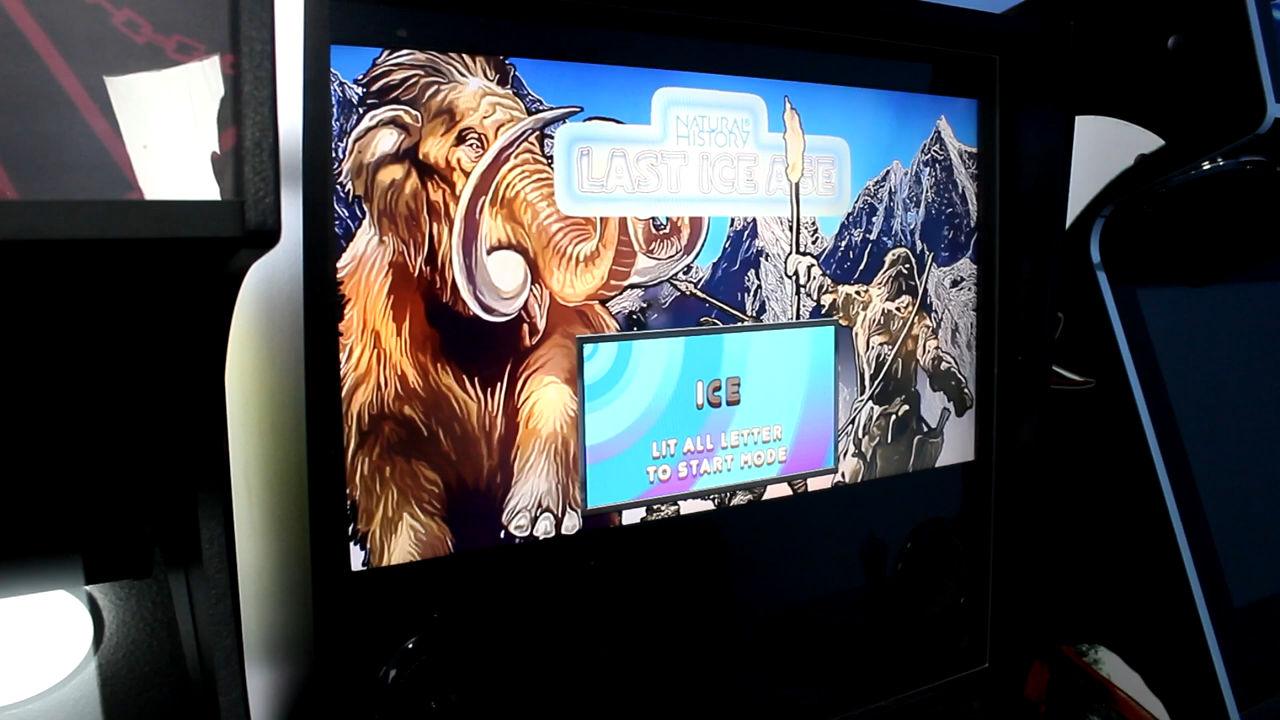 NATURAL®
HISTORY
LAST ICE AGE
ICE
LIT ALL LETTER
TO START MODE